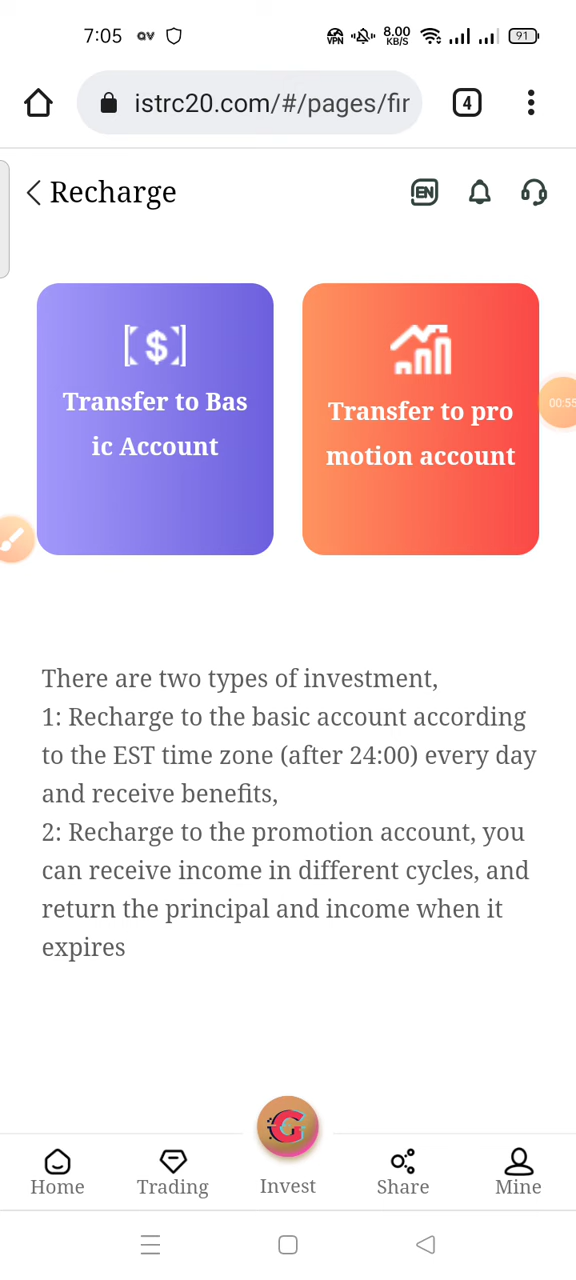 7:05 av VPN 8.00 KB/S 91
istrc20.com/#/pages/fir 4
Recharge EN
Transfer to Bas
ic Account
Transfer to pro
motion account
00:55
There are two types of investment,
1: Recharge to the basic account according
to the EST time zone (after 24:00) every day
and receive benefits,
2: Recharge to the promotion account, you
can receive income in different cycles, and
return the principal and income when it
expires
G
Home Trading Invest Share Mine